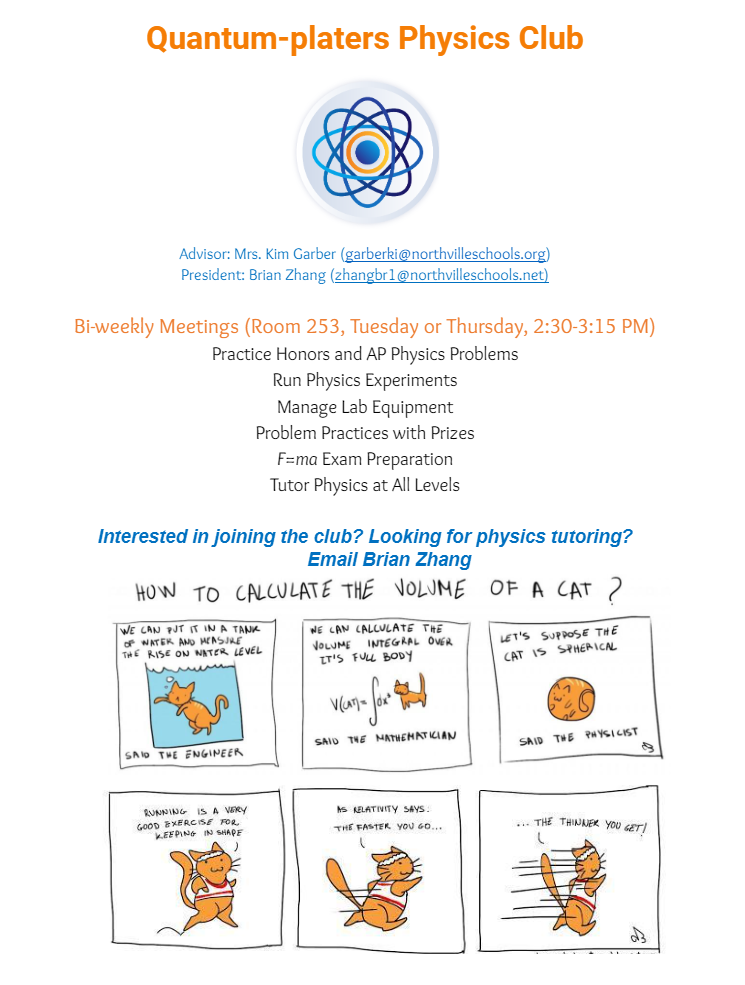 Quantum-platers Physics Club
Advisor: Mrs. Kim Garber (garberki@northvilleschools.org)
President: Brian Zhang (zhangbr1@northvilleschools.net)
Bi-weekly Meetings (Room 253, Tuesday or Thursday, 2:30-3:15 PM)
Practice Honors and AP Physics Problems
Run Physics Experiments
Manage Lab Equipment
Problem Practices with Prizes
F=ma Exam Preparation
Tutor Physics at All Levels
Interested in joining the club? Looking for physics tutoring?
Email Brian Zhang
HOW TO CALCULATE THE VOLUME OF A CAT?
WE CAN PUT IT IN A TANK
OF WATER AND MEASURE
THE RISE ON WATER LEVEL
SAID THE ENGINEER
WE CAN CALCULATE THE
VOLUME INTEGRAL OVER
IT'S FULL BODY
V(CAT)=∫dx³
SAID THE MATHEMATICIAN
LET'S SUPPOSE THE
CAT IS SPHERICAL
SAID THE PHYSICIST
RUNNING IS A VERY
GOOD EXERCISE FOR
KEEPING IN SHAPE
AS RELATIVITY SAYS:
THE FASTER YOU GO...
... THE THINNER YOU GET!